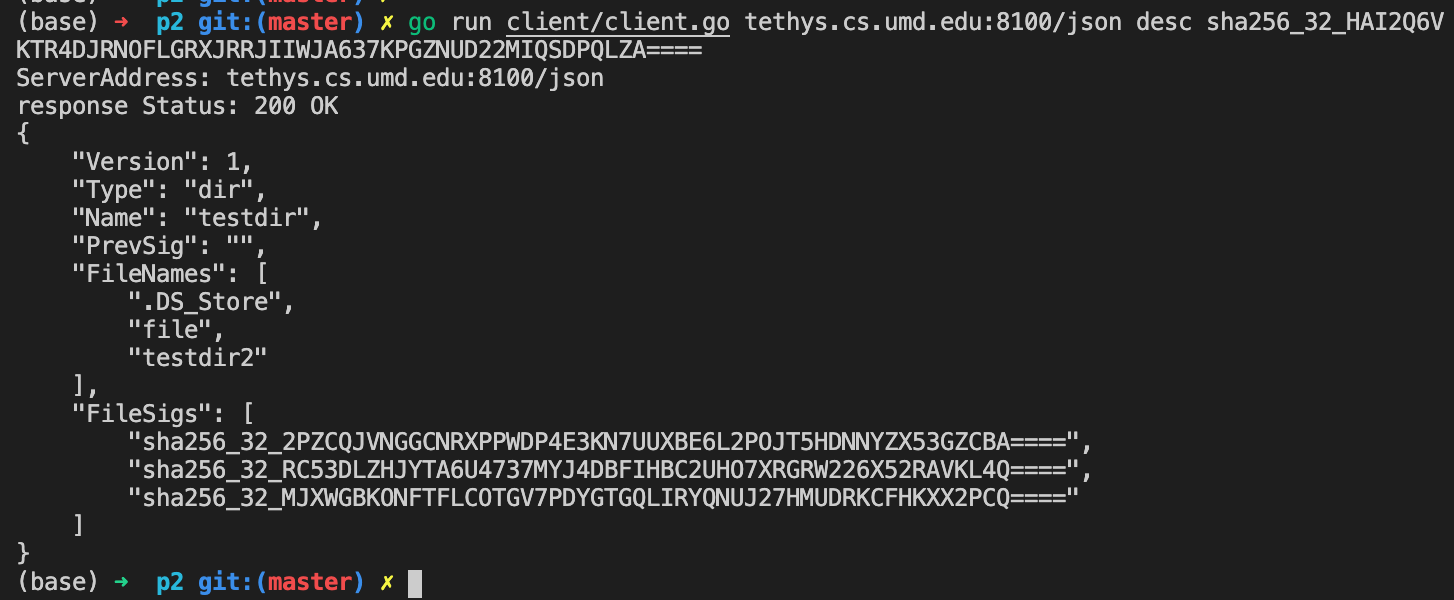 (base) → p2 git:(master) ✗ go run client/client.go tethys.cs.umd.edu:8100/json desc sha256_32_HAI2Q6V
KTR4DJRNOFLGRXJRRJIIWJA637KPGZNUD22MIQSDPQLZA====
ServerAddress: tethys.cs.umd.edu:8100/json
response Status: 200 OK
{
    "Version": 1,
    "Type": "dir",
    "Name": "testdir",
    "PrevSig": "",
    "FileNames": [
        ".DS_Store",
        "file",
        "testdir2"
    ],
    "FileSigs": [
        "sha256_32_2PZCQJVNGGCNRXPPWDP4E3KN7UUXBE6L2POJT5HDNNYZX53GZCBA====",
        "sha256_32_RC53DLZHJYTA6U4737MYJ4DBFIHBC2UHO7XRGRW226X52RAVKL4Q====",
        "sha256_32_MJXWGBKONFTFLCOTGV7PDYGTGQLIRYQNUJ27HMUDRKCFHKXX2PCQ===="
    ]
}
(base) → p2 git:(master) ✗